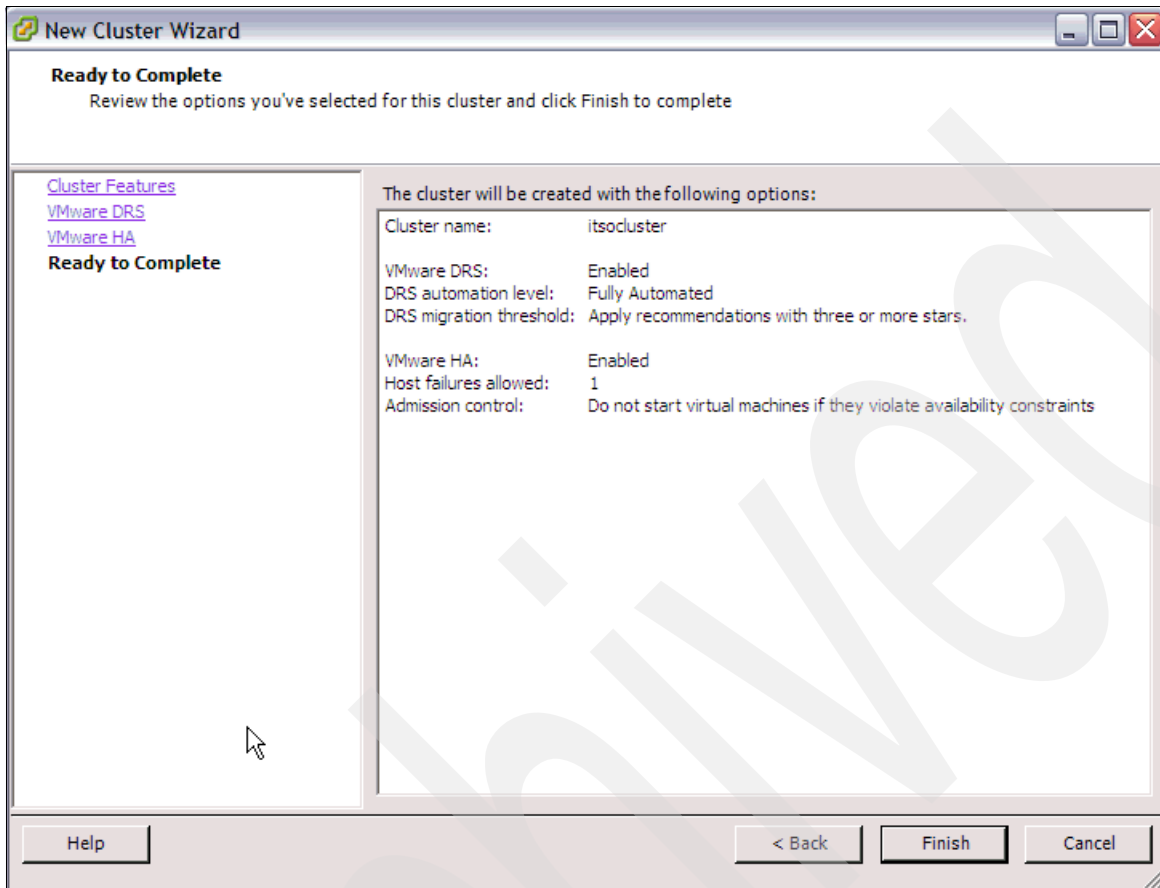 New Cluster Wizard
Ready to Complete
Review the options you've selected for this cluster and click Finish to complete
Cluster Features
VMware DRS
VMware HA
Ready to Complete
The cluster will be created with the following options:
Cluster name: itsocluster
VMware DRS: Enabled
DRS automation level: Fully Automated
DRS migration threshold: Apply recommendations with three or more stars.
VMware HA: Enabled
Host failures allowed: 1
Admission control: Do not start virtual machines if they violate availability constraints
Help
< Back
Finish
Cancel
hived